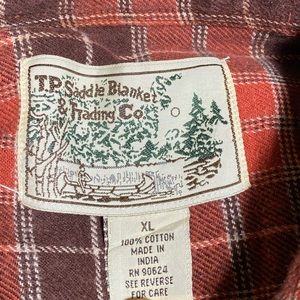 T.P. Saddle Blanket
& Trading Co.
XL
100% COTTON
MADE IN
INDIA
RN 90624
SEE REVERSE
FOR CARE